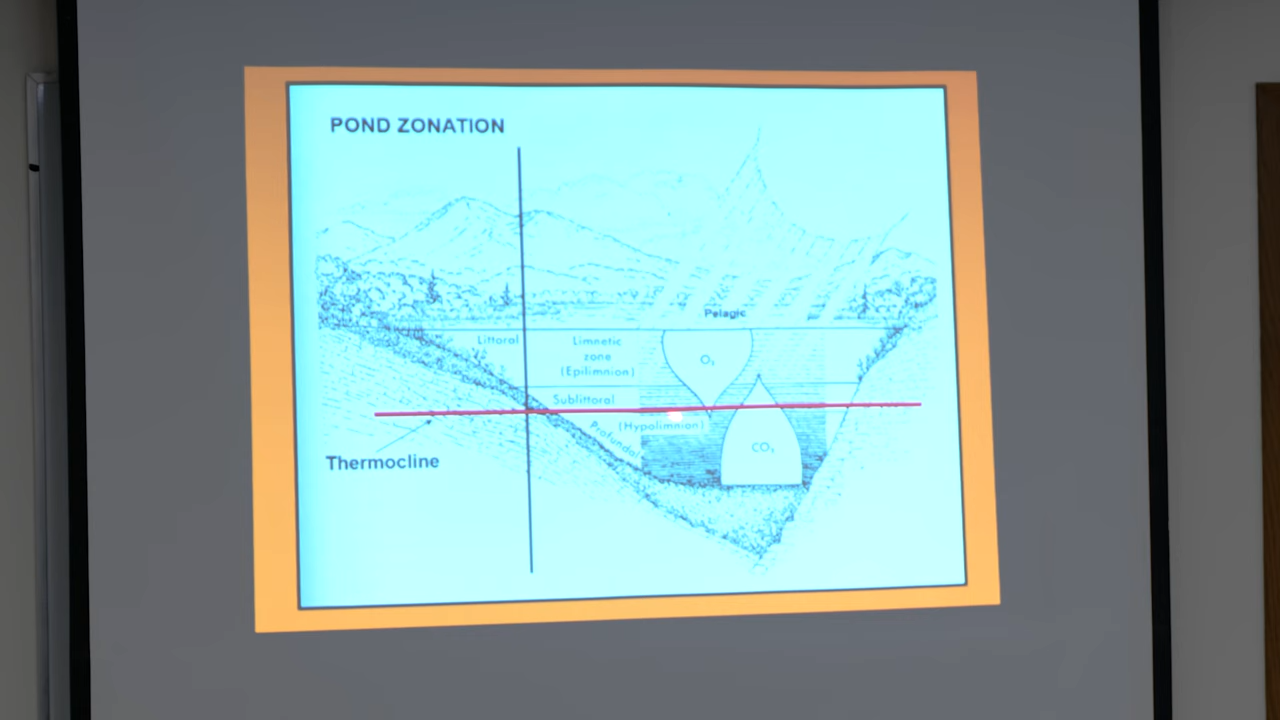 POND ZONATION
Pelagic
Littoral
Limnetic
zone
(Epilimnion)
O₂
Sublittoral
(Hypolimnion)
Profundal
CO₂
Thermocline